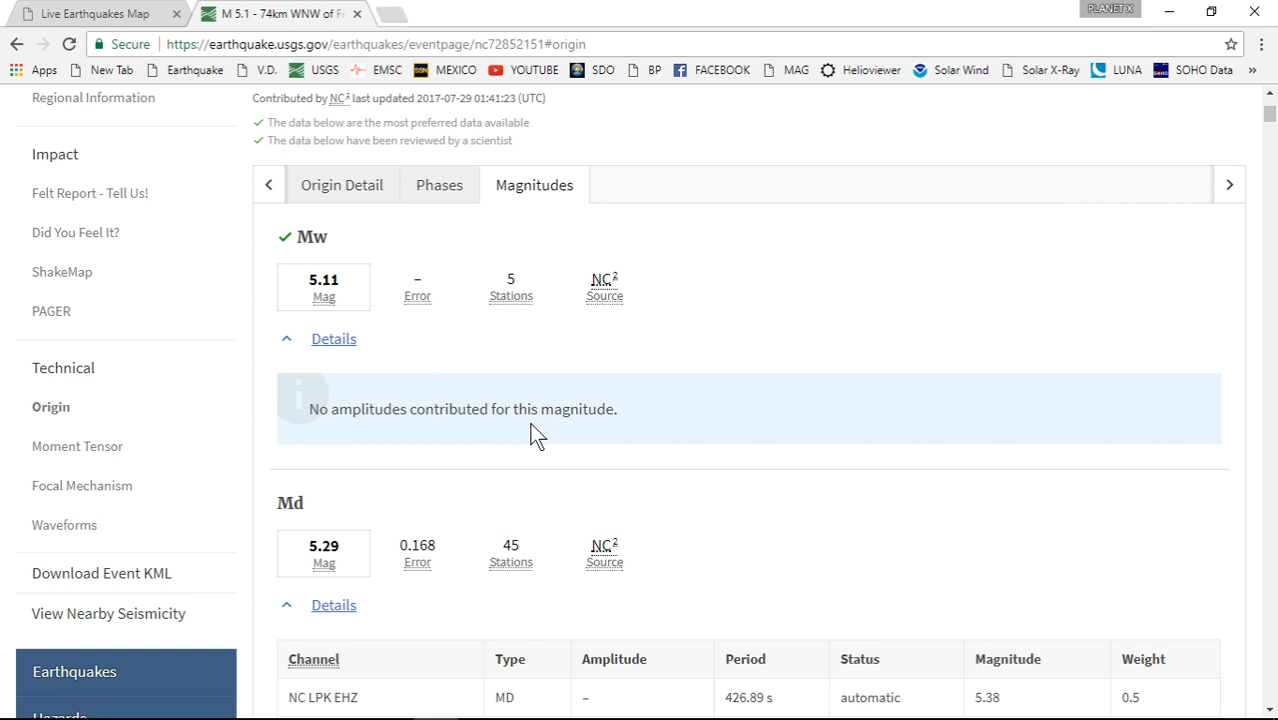 Live Earthquakes Map
M 5.1 - 74km WNW of Fe
PLANET X
Secure https://earthquake.usgs.gov/earthquakes/eventpage/nc72852151#origin
Apps New Tab Earthquake V.D. USGS EMSC MEXICO YOUTUBE SDO BP FACEBOOK MAG Helioviewer Solar Wind Solar X-Ray LUNA SOHO Data »
Regional Information
Impact
Felt Report - Tell Us!
Did You Feel It?
ShakeMap
PAGER
Technical
Origin
Moment Tensor
Focal Mechanism
Waveforms
Download Event KML
View Nearby Seismicity
Earthquakes
Hazards
Contributed by NC² last updated 2017-07-29 01:41:23 (UTC)
The data below are the most preferred data available
The data below have been reviewed by a scientist
Origin Detail Phases Magnitudes
Mw
5.11 – 5 NC²
Mag Error Stations Source
Details
No amplitudes contributed for this magnitude.
Md
5.29 0.168 45 NC²
Mag Error Stations Source
Details
Channel Type Amplitude Period Status Magnitude Weight
NC LPK EHZ MD – 426.89 s automatic 5.38 0.5